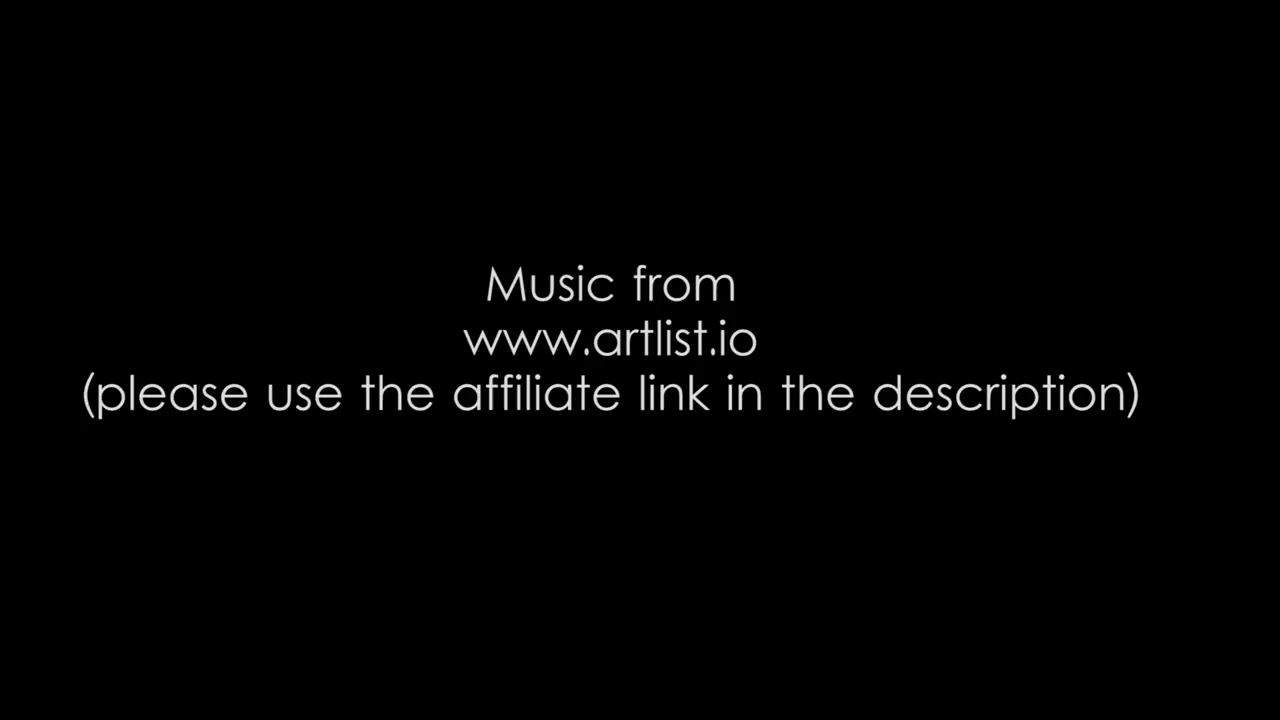 Music from
www.artlist.io
(please use the affiliate link in the description)